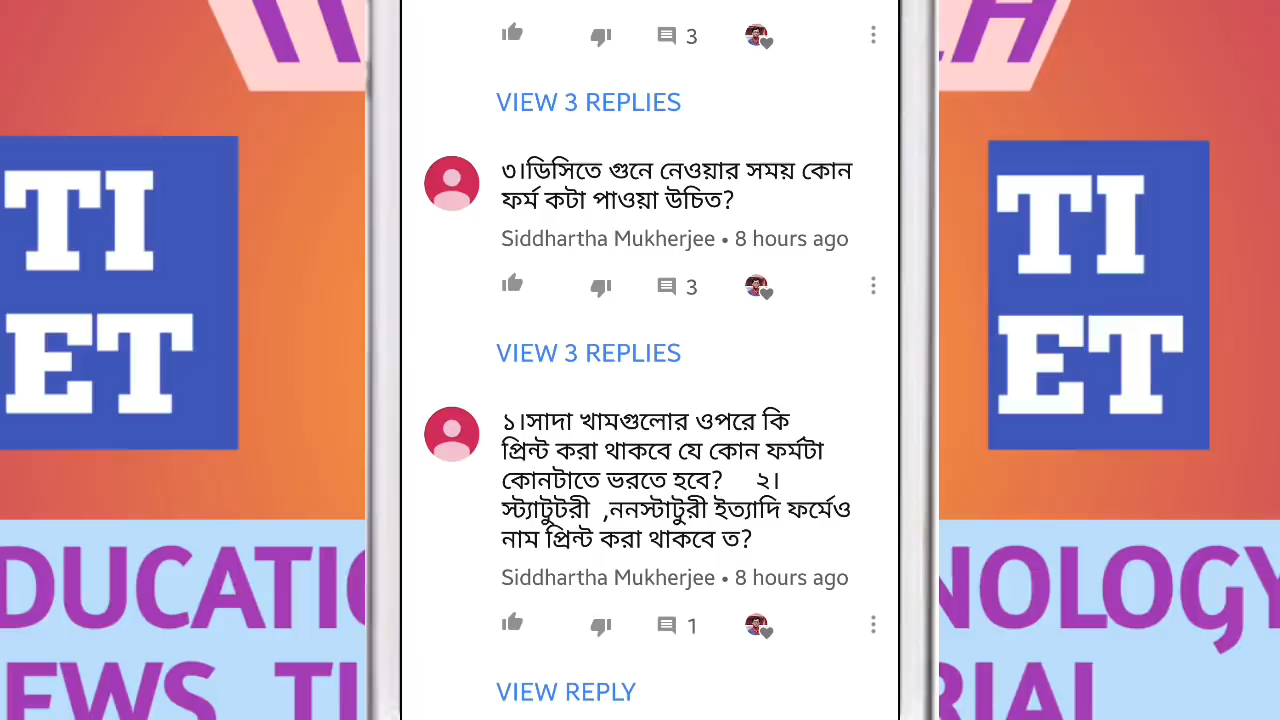 3
VIEW 3 REPLIES
৩।ডিসিতে গুনে নেওয়ার সময় কোন
ফর্ম কটা পাওয়া উচিত?
Siddhartha Mukherjee • 8 hours ago
3
VIEW 3 REPLIES
১।সাদা খামগুলোর ওপরে কি
প্রিন্ট করা থাকবে যে কোন ফর্মটা
কোনটাতে ভরতে হবে? ২।
স্ট্যাটুটরী ,ননস্টাটুরী ইত্যাদি ফর্মেও
নাম প্রিন্ট করা থাকবে ত?
Siddhartha Mukherjee • 8 hours ago
1
VIEW REPLY
TI
ET
TI
ET
DUCATIO
NOLOGY
EWS TU
RIAL